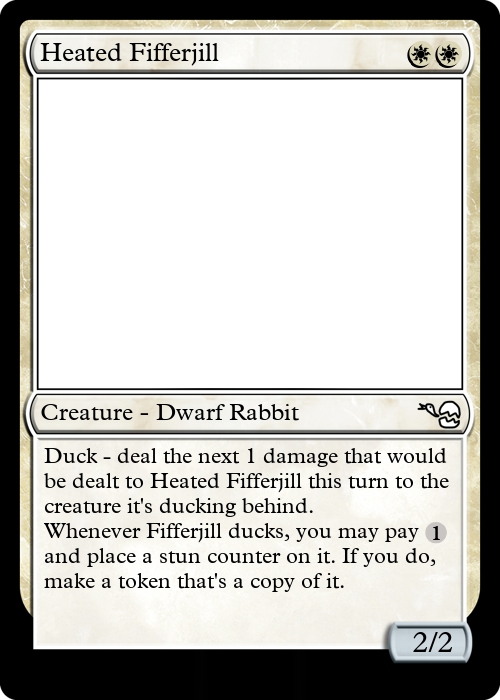 Heated Fifferjill
Creature - Dwarf Rabbit
Duck - deal the next 1 damage that would
be dealt to Heated Fifferjill this turn to the
creature it's ducking behind.
Whenever Fifferjill ducks, you may pay 1
and place a stun counter on it. If you do,
make a token that's a copy of it.
2/2